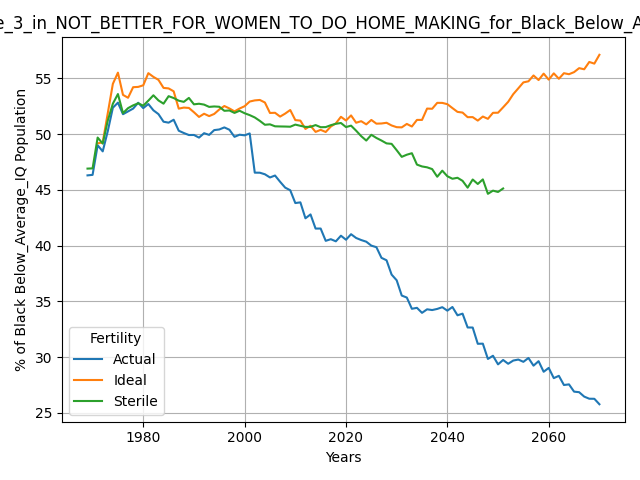 e_3_in_NOT_BETTER_FOR_WOMEN_TO_DO_HOME_MAKING_for_Black_Below_A
% of Black Below_Average_IQ Population
55
50
45
40
35
30
25
Fertility
Actual
Ideal
Sterile
1980
2000
2020
2040
2060
Years